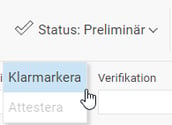 Status: Preliminär
Klarmarkera
Verifikation
Attestera